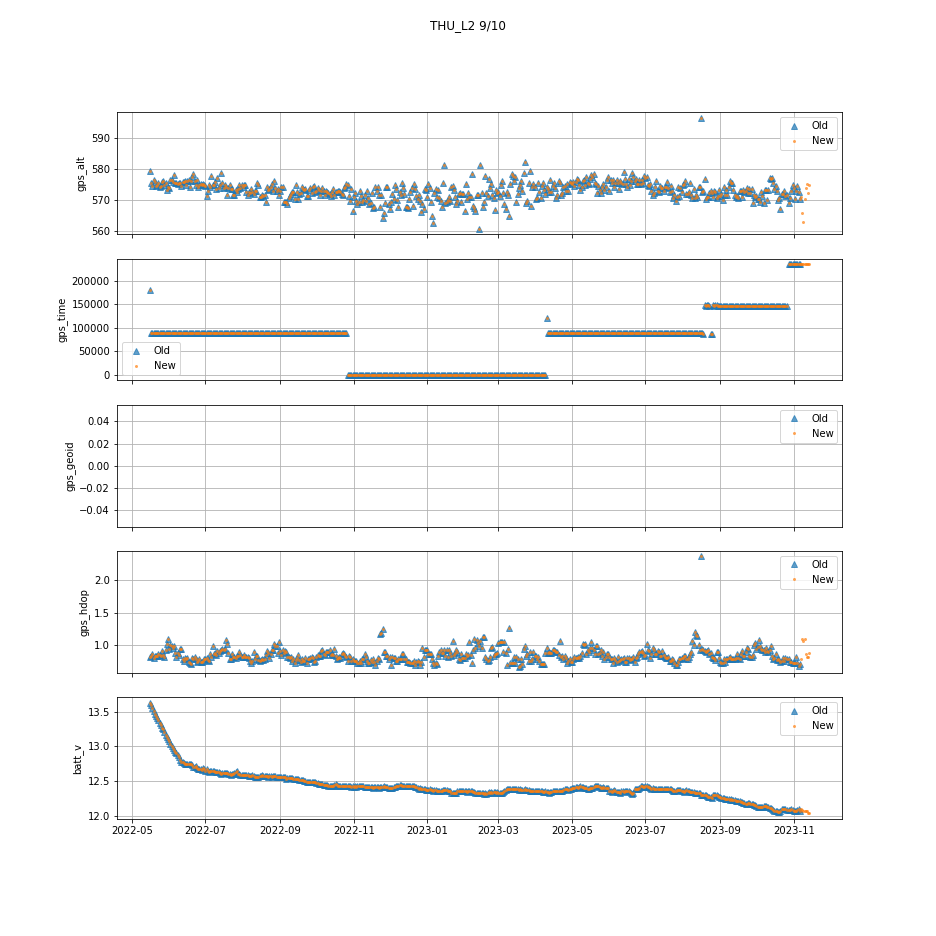 THU_L2 9/10
590
580
570
560
gps_alt
Old
New
200000
150000
100000
50000
0
gps_time
Old
New
0.04
0.02
0.00
−0.02
−0.04
gps_geoid
Old
New
2.0
1.5
1.0
gps_hdop
Old
New
13.5
13.0
12.5
12.0
batt_v
Old
New
2022-05 2022-07 2022-09 2022-11 2023-01 2023-03 2023-05 2023-07 2023-09 2023-11